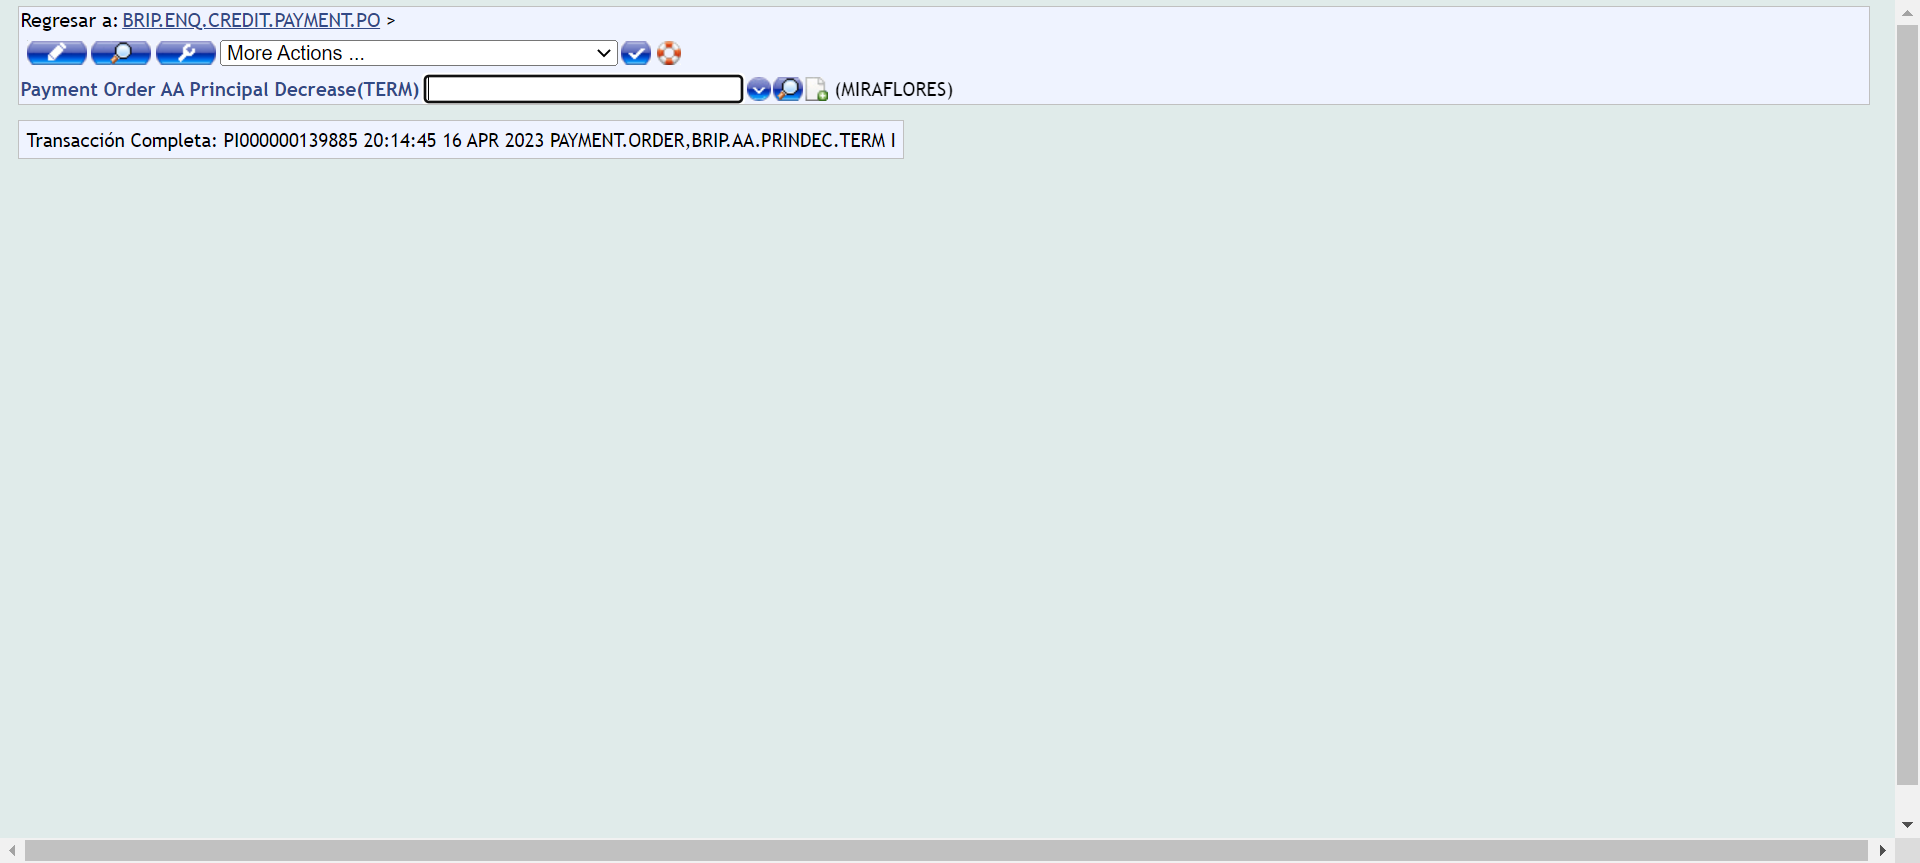 Regresar a: BRIP.ENQ.CREDIT.PAYMENT.PO >
More Actions ...
Payment Order AA Principal Decrease(TERM) (MIRAFLORES)
Transacción Completa: PI000000139885 20:14:45 16 APR 2023 PAYMENT.ORDER,BRIP.AA.PRINDEC.TERM I